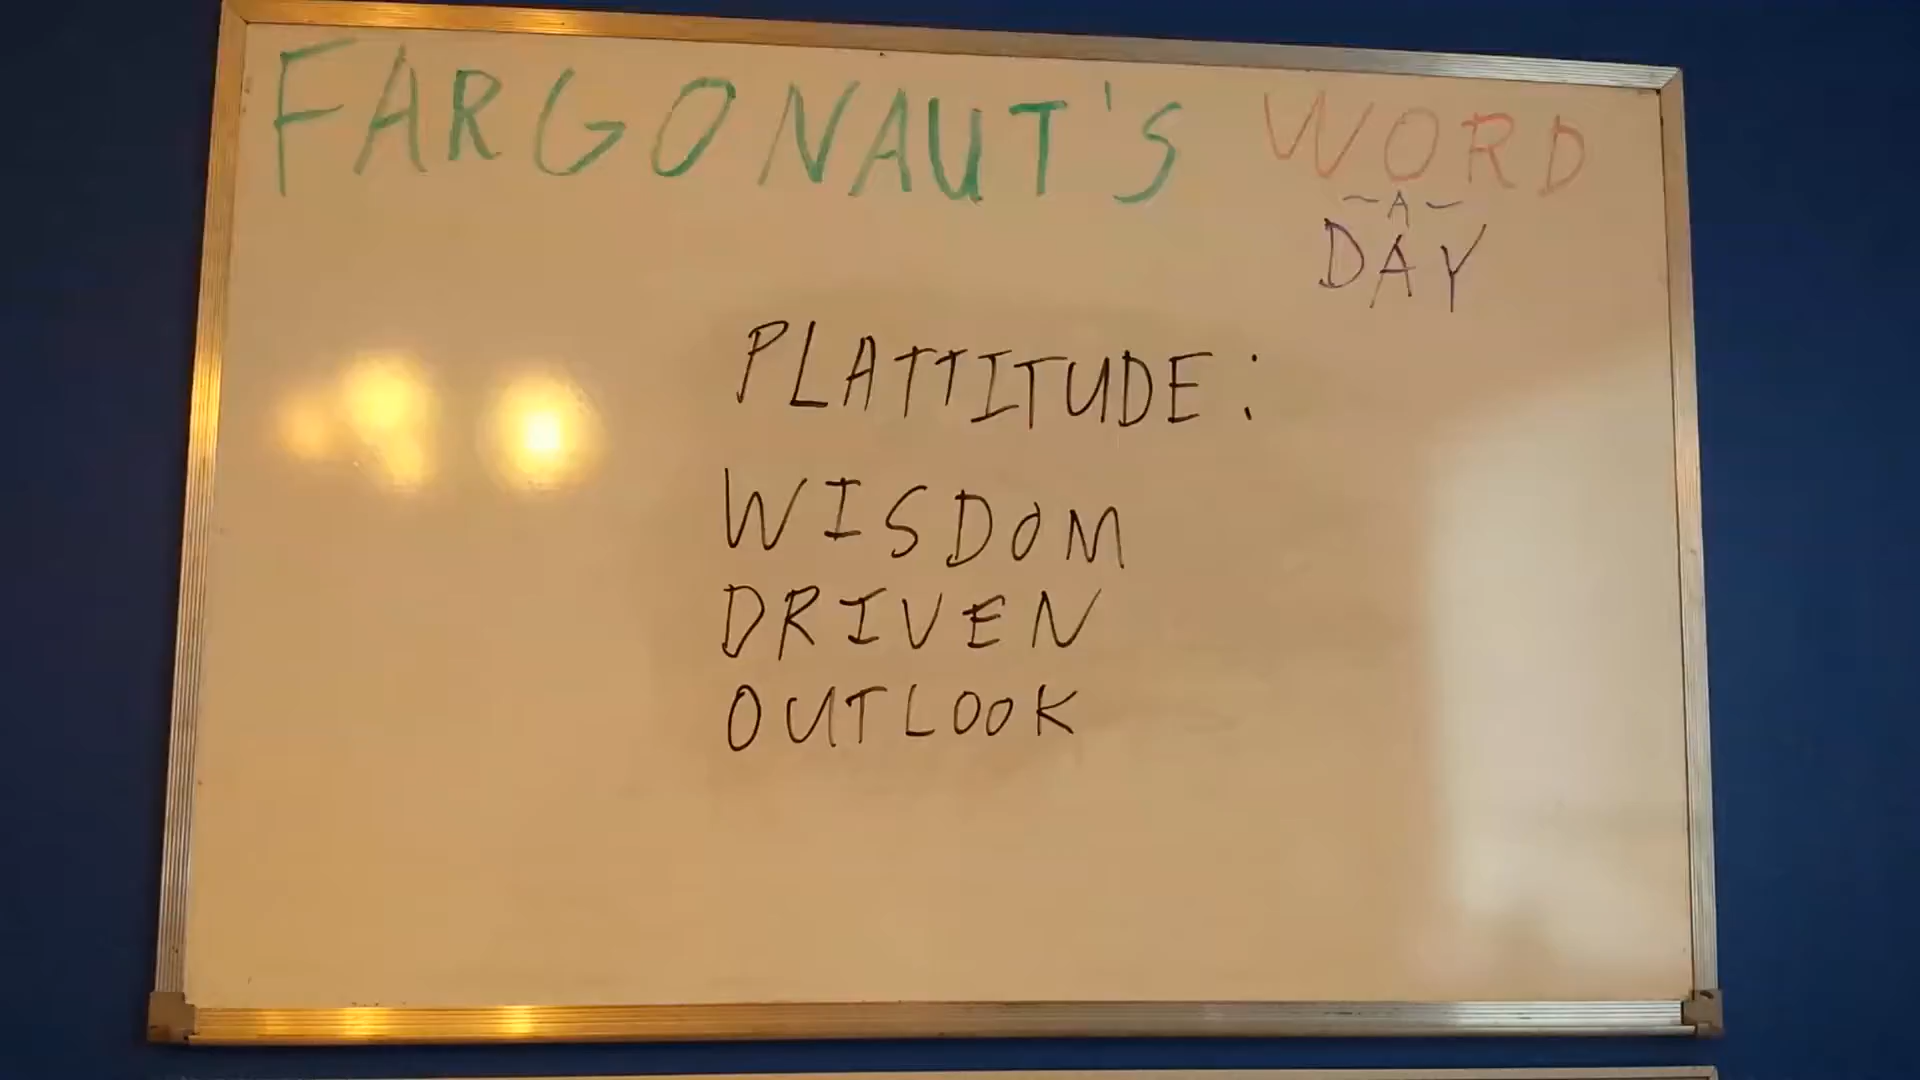 FARGONAUT'S WORD
~A~
DAY
PLATTITUDE:
WISDOM
DRIVEN
OUTLOOK